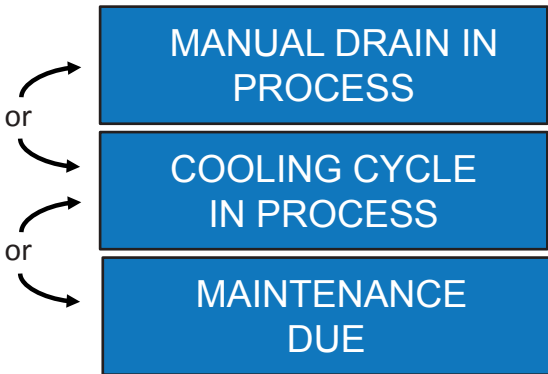 MANUAL DRAIN IN
PROCESS
or
COOLING CYCLE
IN PROCESS
or
MAINTENANCE
DUE